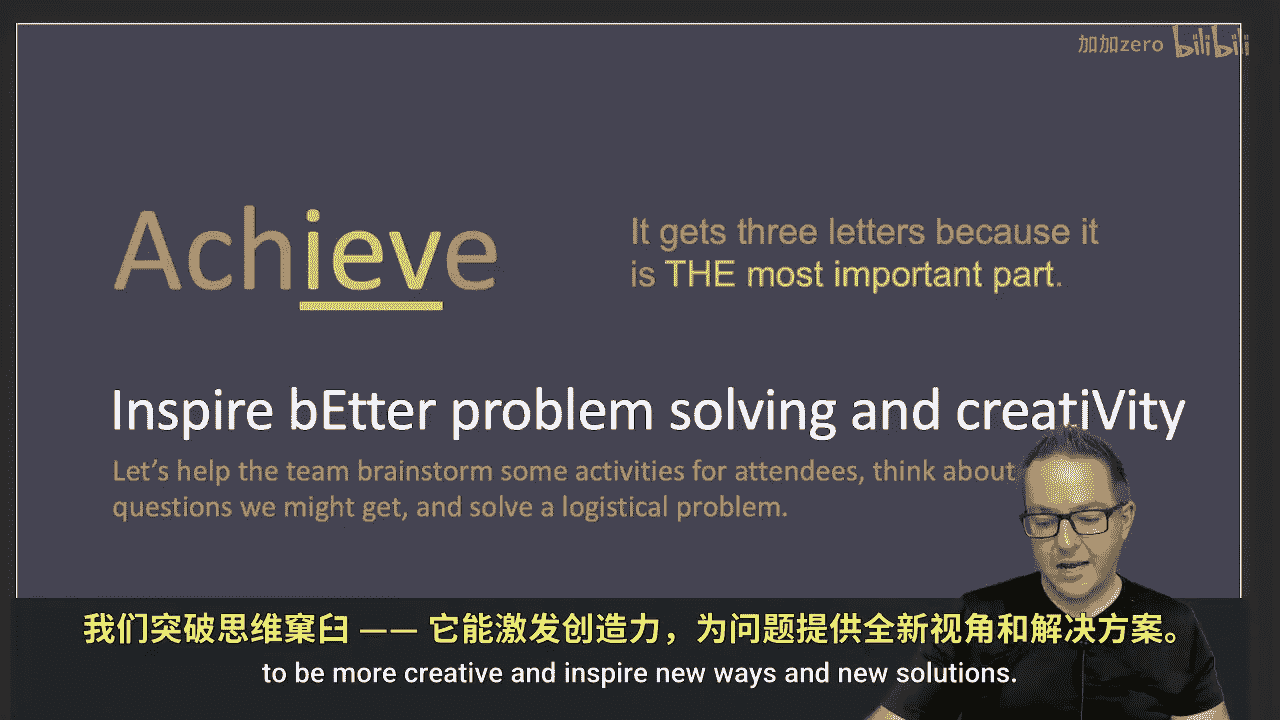 加加zero bilibili
Achieve
It gets three letters because it
is THE most important part.
Inspire bEtter problem solving and creatiVity
Let's help the team brainstorm some activities for attendees, think about
questions we might get, and solve a logistical problem.
我们突破思维窠臼 —— 它能激发创造力，为问题提供全新视角和解决方案。
to be more creative and inspire new ways and new solutions.